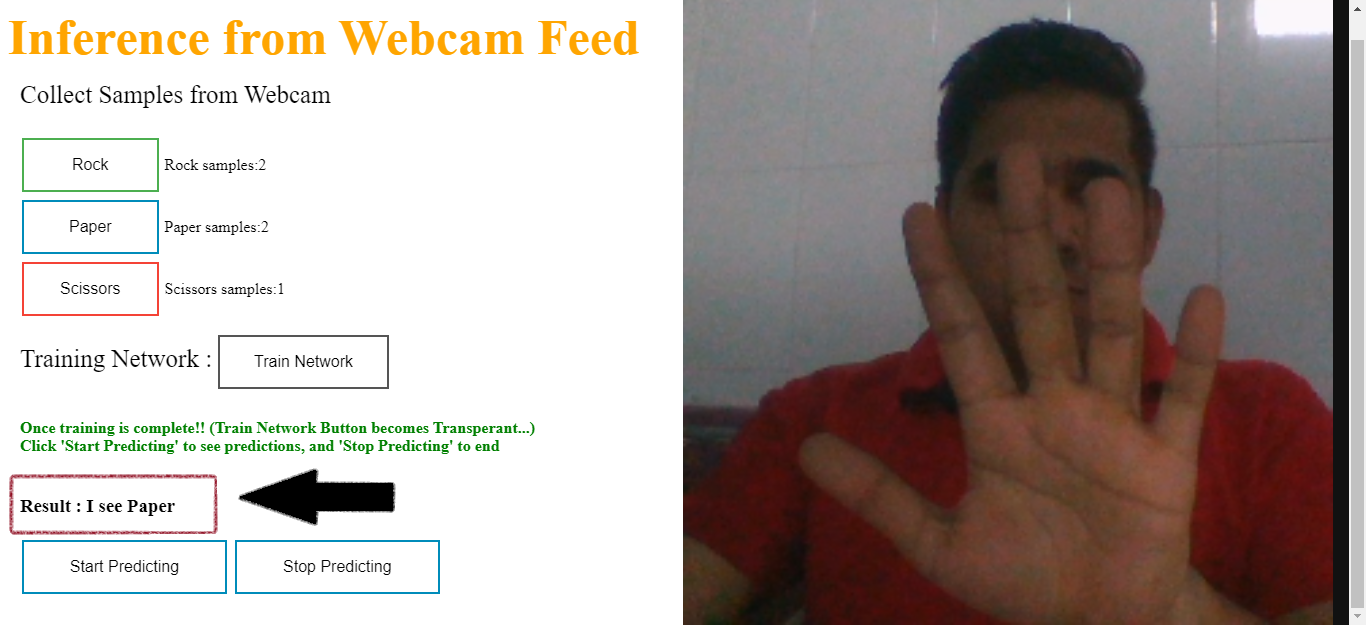 Inference from Webcam Feed
Collect Samples from Webcam
Rock Rock samples:2
Paper Paper samples:2
Scissors Scissors samples:1
Training Network : Train Network
Once training is complete!! (Train Network Button becomes Transperant...)
Click 'Start Predicting' to see predictions, and 'Stop Predicting' to end
Result : I see Paper
Start Predicting Stop Predicting